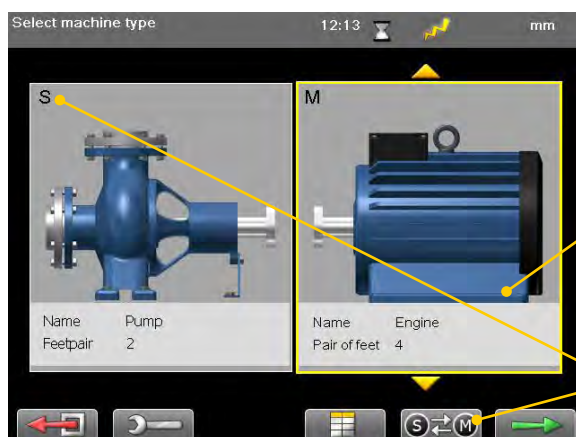 Select machine type 12:13 mm
S M
Name Pump
Feetpair 2
Name Engine
Pair of feet 4
S M